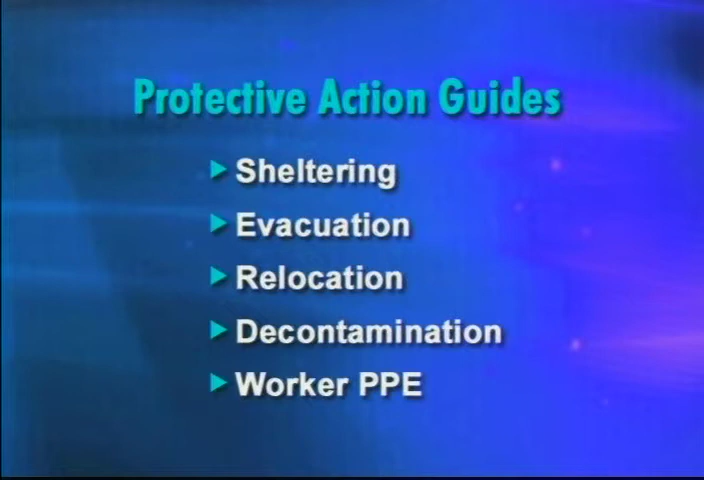 Protective Action Guides
Sheltering
Evacuation
Relocation
Decontamination
Worker PPE